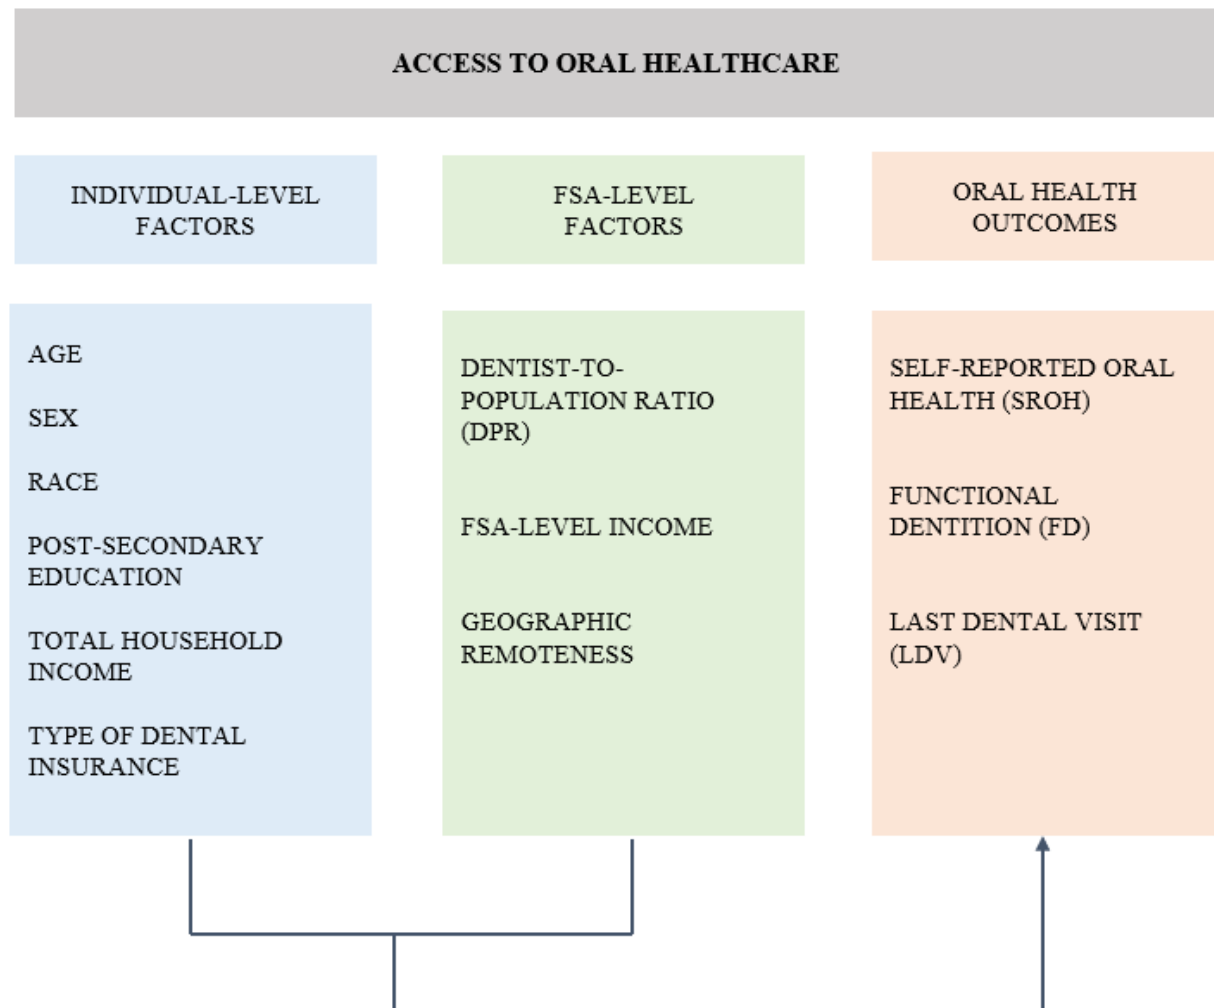 ACCESS TO ORAL HEALTHCARE
INDIVIDUAL-LEVEL
FACTORS
FSA-LEVEL
FACTORS
ORAL HEALTH
OUTCOMES
AGE
SEX
RACE
POST-SECONDARY
EDUCATION
TOTAL HOUSEHOLD
INCOME
TYPE OF DENTAL
INSURANCE
DENTIST-TO-
POPULATION RATIO
(DPR)
FSA-LEVEL INCOME
GEOGRAPHIC
REMOTENESS
SELF-REPORTED ORAL
HEALTH (SROH)
FUNCTIONAL
DENTITION (FD)
LAST DENTAL VISIT
(LDV)